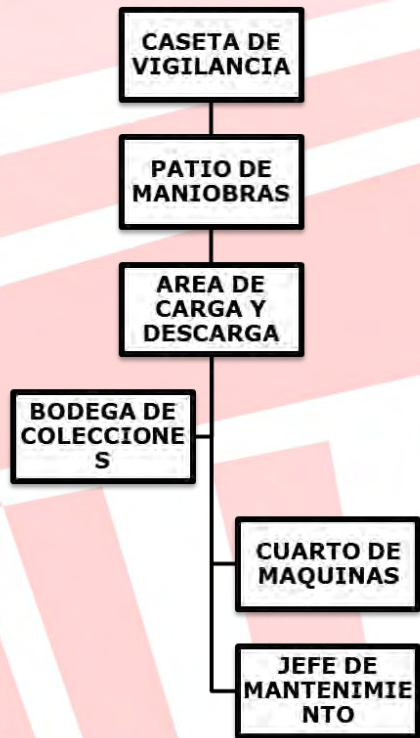 CASETA DE
VIGILANCIA
PATIO DE
MANIOBRAS
AREA DE
CARGA Y
DESCARGA
BODEGA DE
COLECCIONE
S
CUARTO DE
MAQUINAS
JEFE DE
MANTENIMIE
NTO